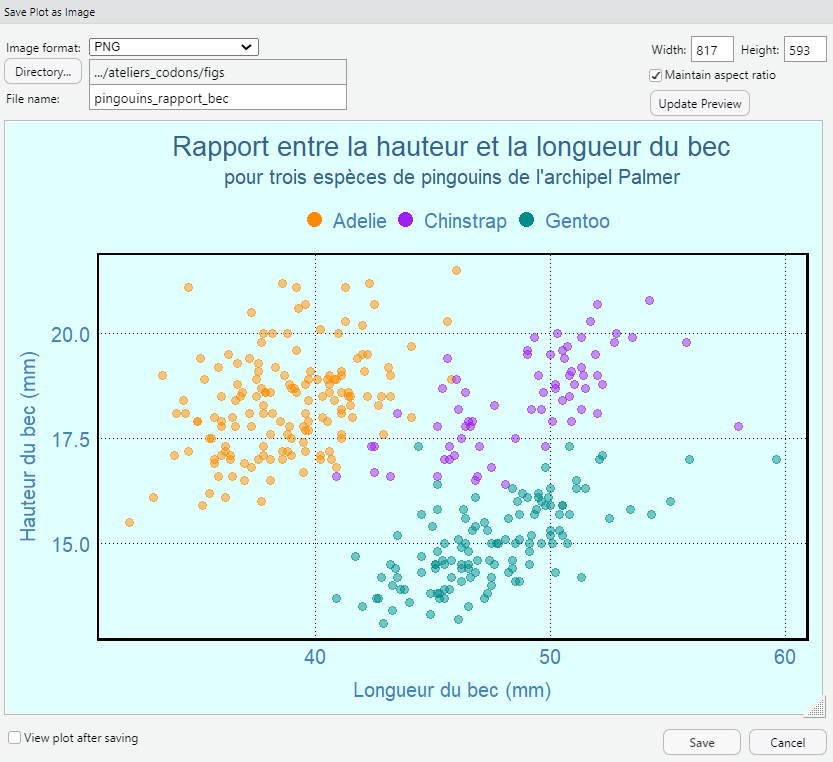 Save Plot as Image
Image format: PNG
Width: 817 Height: 593
Directory... .../ateliers_codons/figs
Maintain aspect ratio
File name: pingouins_rapport_bec
Update Preview
Rapport entre la hauteur et la longueur du bec
pour trois espèces de pingouins de l'archipel Palmer
Adelie Chinstrap Gentoo
Hauteur du bec (mm)
20.0
17.5
15.0
40 50 60
Longueur du bec (mm)
View plot after saving
Save Cancel